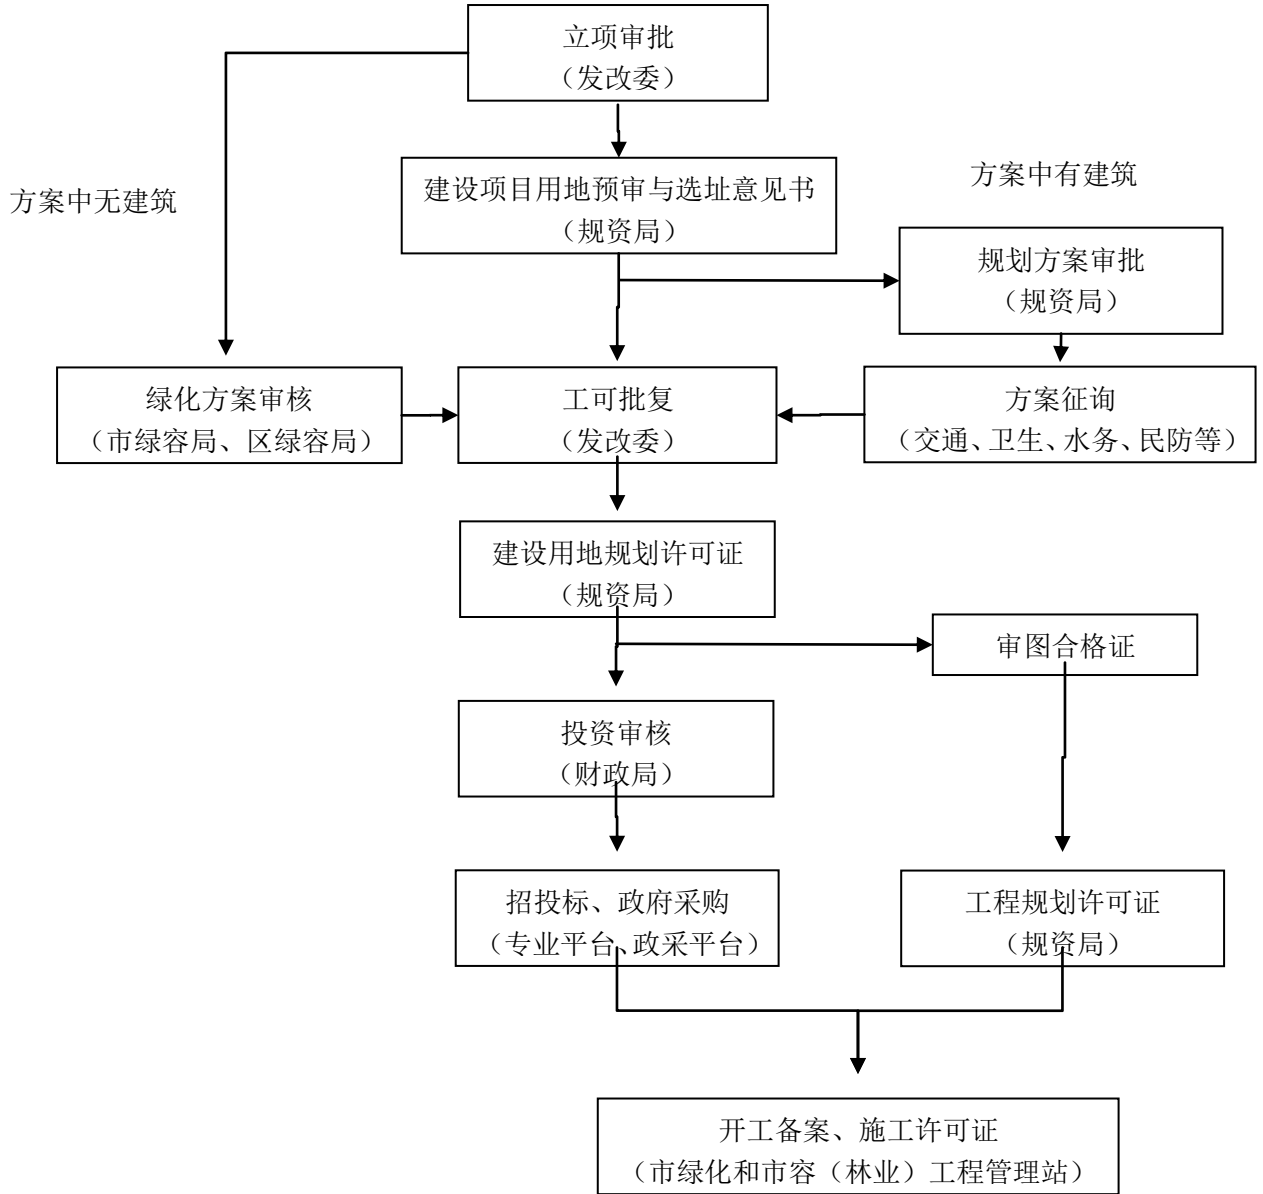 立项审批
（发改委）
方案中无建筑
建设项目用地预审与选址意见书
（规资局）
方案中有建筑
规划方案审批
（规资局）
绿化方案审核
（市绿容局、区绿容局）
工可批复
（发改委）
方案征询
（交通、卫生、水务、民防等）
建设用地规划许可证
（规资局）
审图合格证
投资审核
（财政局）
招投标、政府采购
（专业平台、政采平台）
工程规划许可证
（规资局）
开工备案、施工许可证
（市绿化和市容（林业）工程管理站）